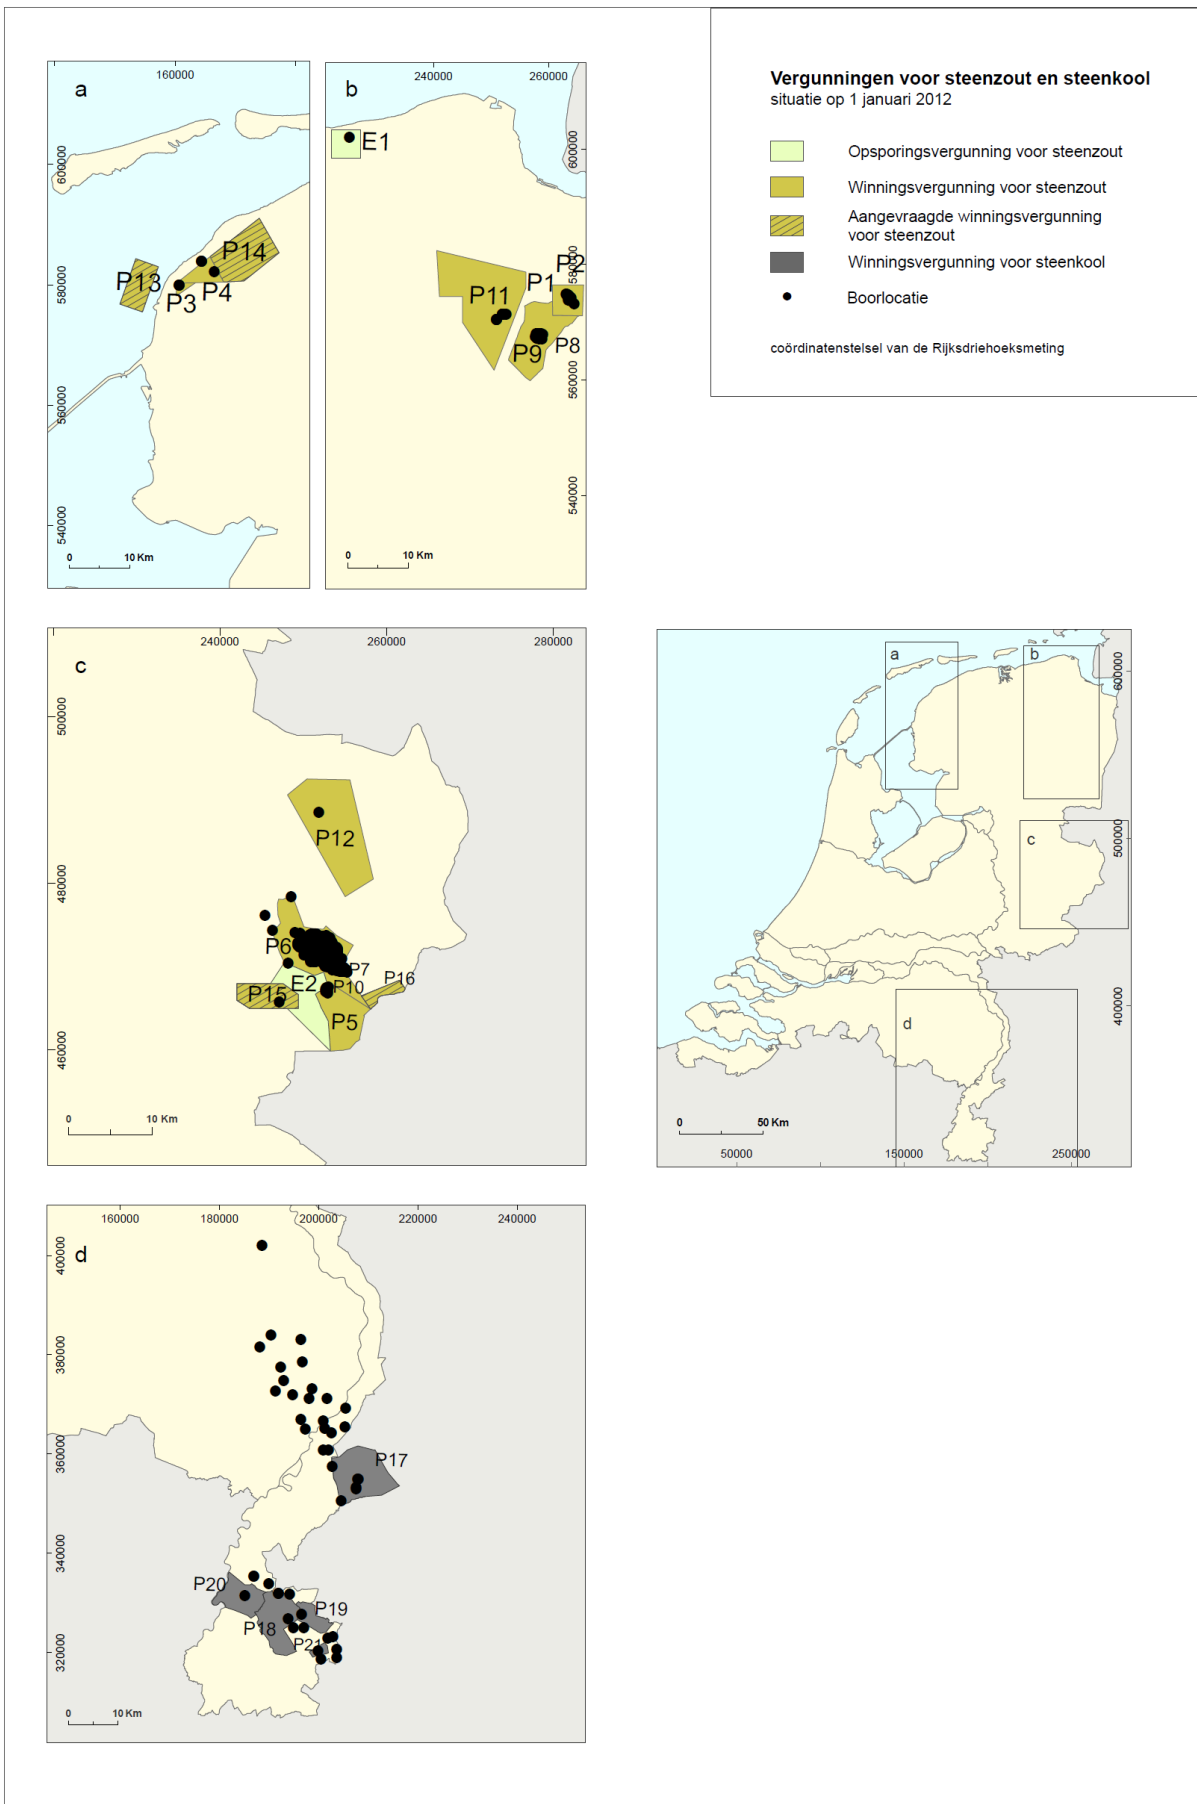 Vergunningen voor steenzout en steenkool
situatie op 1 januari 2012
Opsporingsvergunning voor steenzout
Winningsvergunning voor steenzout
Aangevraagde winningsvergunning
voor steenzout
Winningsvergunning voor steenkool
Boorlocatie
coördinatenstelsel van de Rijksdriehoeksmeting
a
160000
600000
580000
560000
540000
P13
P14
P3
P4
0 10 Km
b
240000 260000
600000
580000
560000
540000
E1
P2
P1
P11
P9
P8
0 10 Km
c
240000 260000 280000
500000
480000
460000
P12
P6
P7
P16
E2
P10
P15
P5
0 10 Km
a
b
c
d
600000
500000
400000
0 50 Km
50000 150000 250000
d
160000 180000 200000 220000 240000
400000
380000
360000
340000
320000
P17
P20
P19
P18
P21
0 10 Km